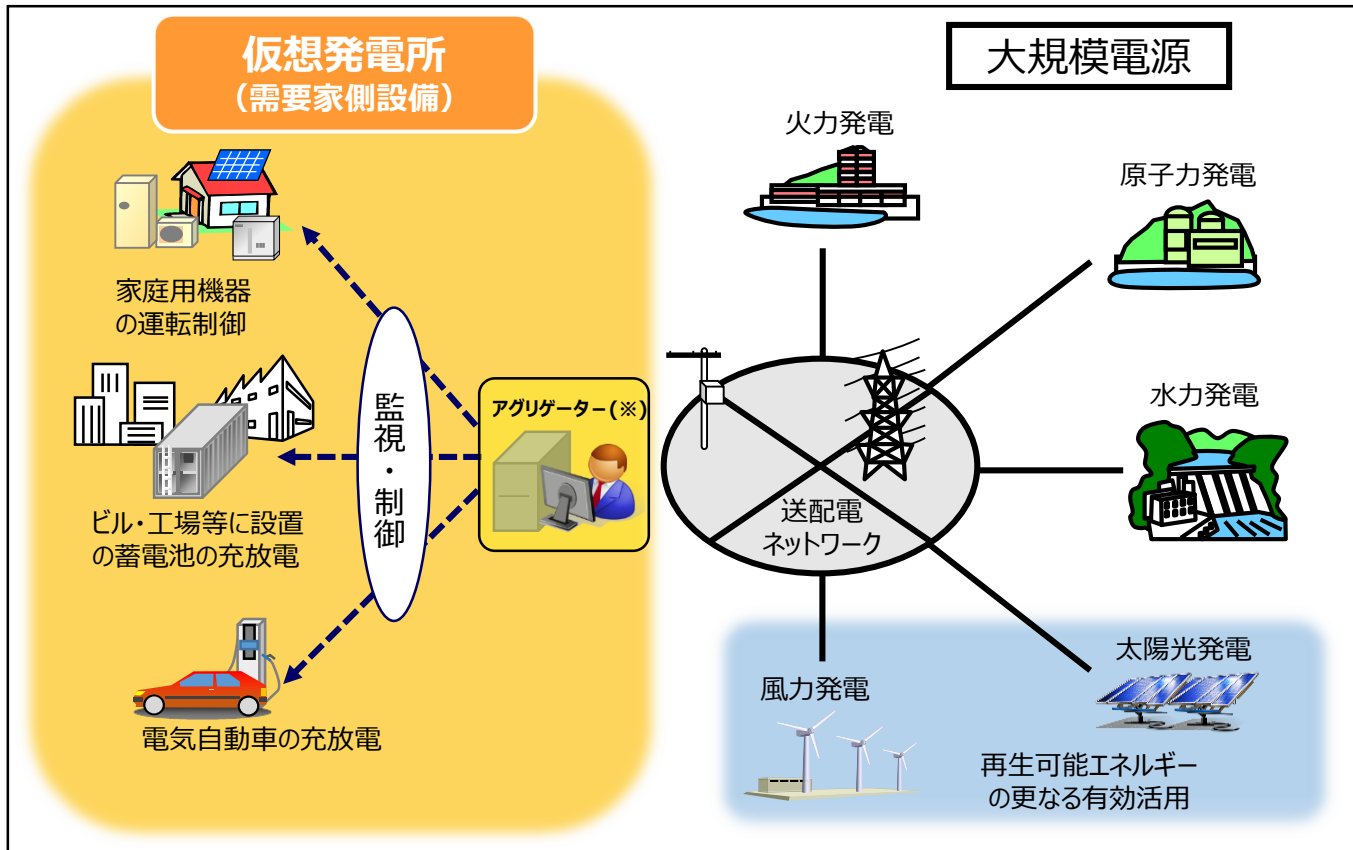 仮想発電所
(需要家側設備)
家庭用機器
の運転制御
ビル・工場等に設置
の蓄電池の充放電
電気自動車の充放電
監視・制御
アグリゲーター(※)
大規模電源
火力発電
原子力発電
水力発電
送配電
ネットワーク
太陽光発電
風力発電
再生可能エネルギー
の更なる有効活用